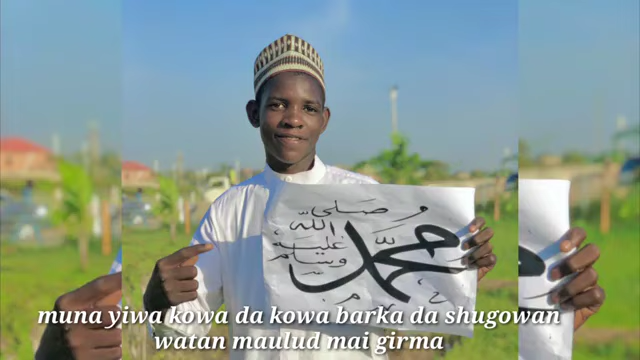 محمد
صلى
الله
عليه
وسلم
muna yiwa kowa da kowa barka da shugowan
watan maulud mai girma